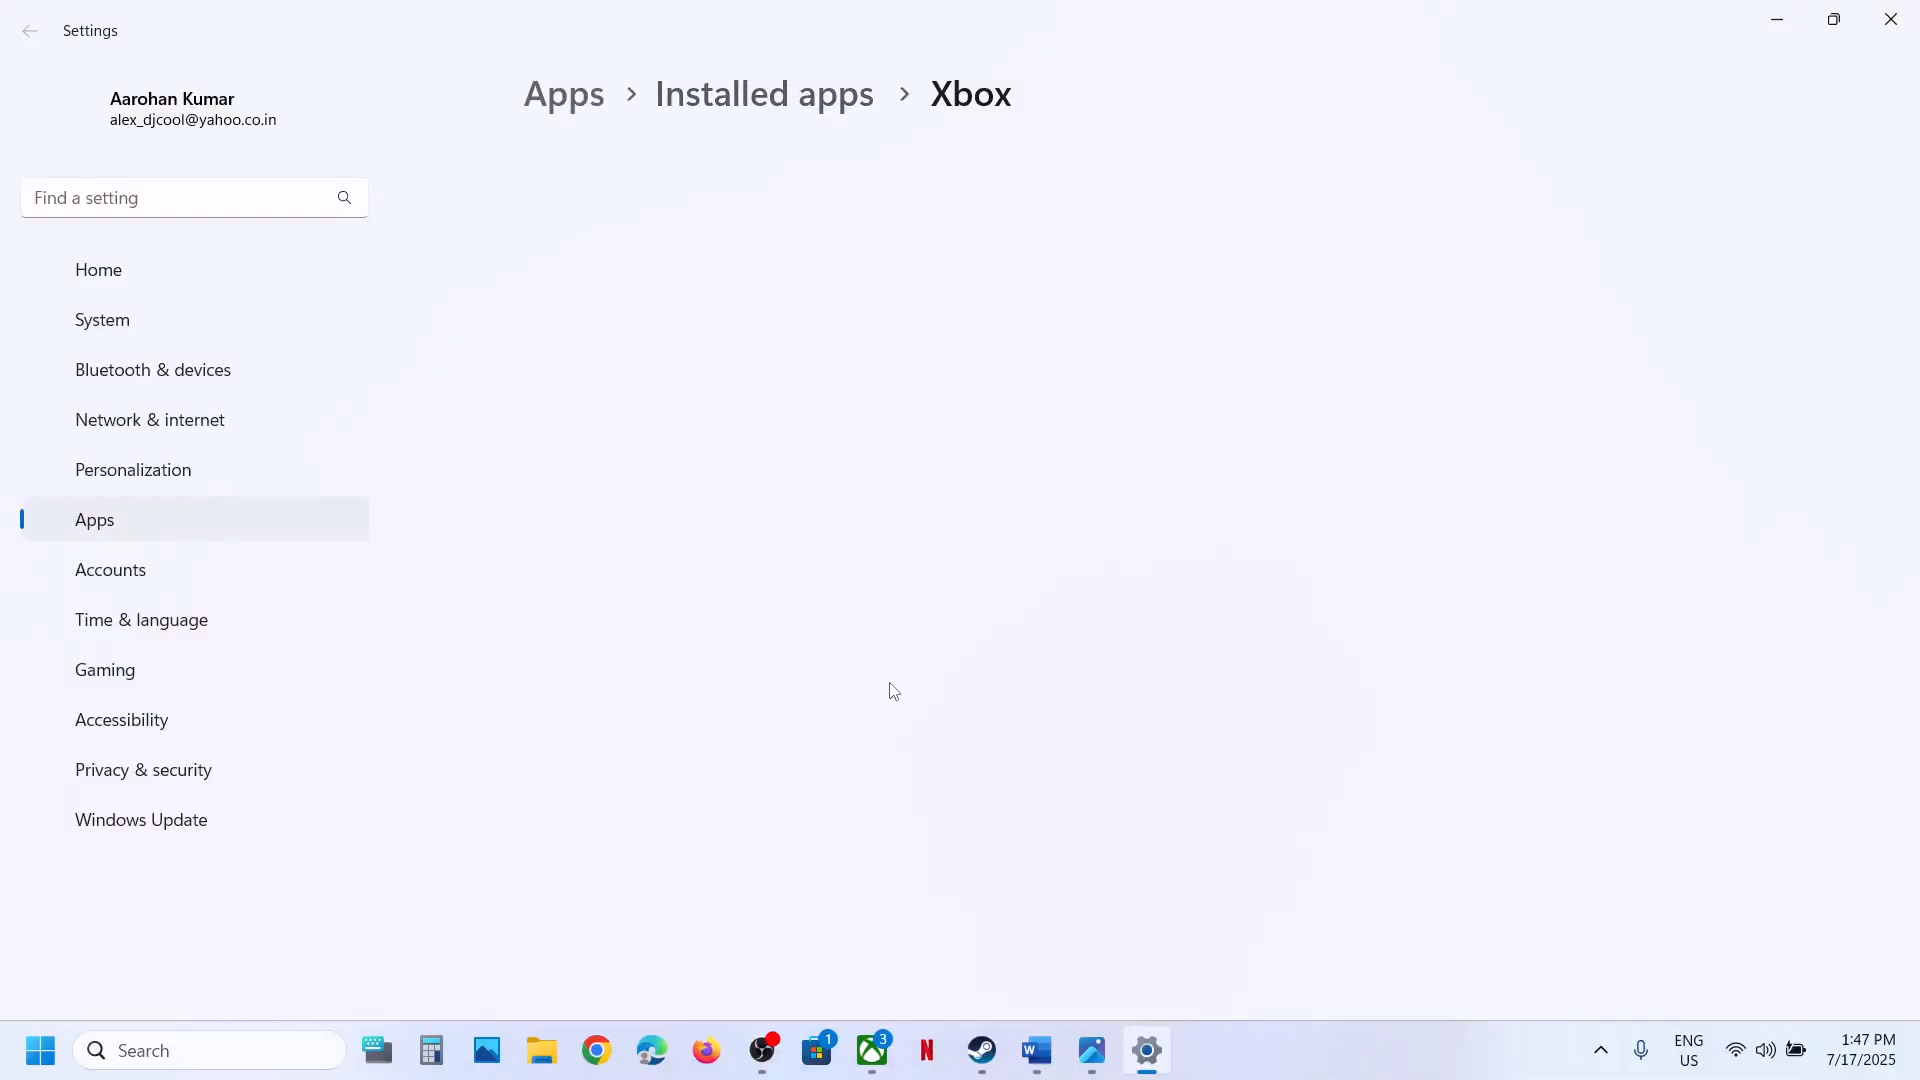 Settings
Aarohan Kumar
alex_djcool@yahoo.co.in
Find a setting
Home
System
Bluetooth & devices
Network & internet
Personalization
Apps
Accounts
Time & language
Gaming
Accessibility
Privacy & security
Windows Update
Apps > Installed apps > Xbox
Search
1
3
N
W
ENG
US
1:47 PM
7/17/2025